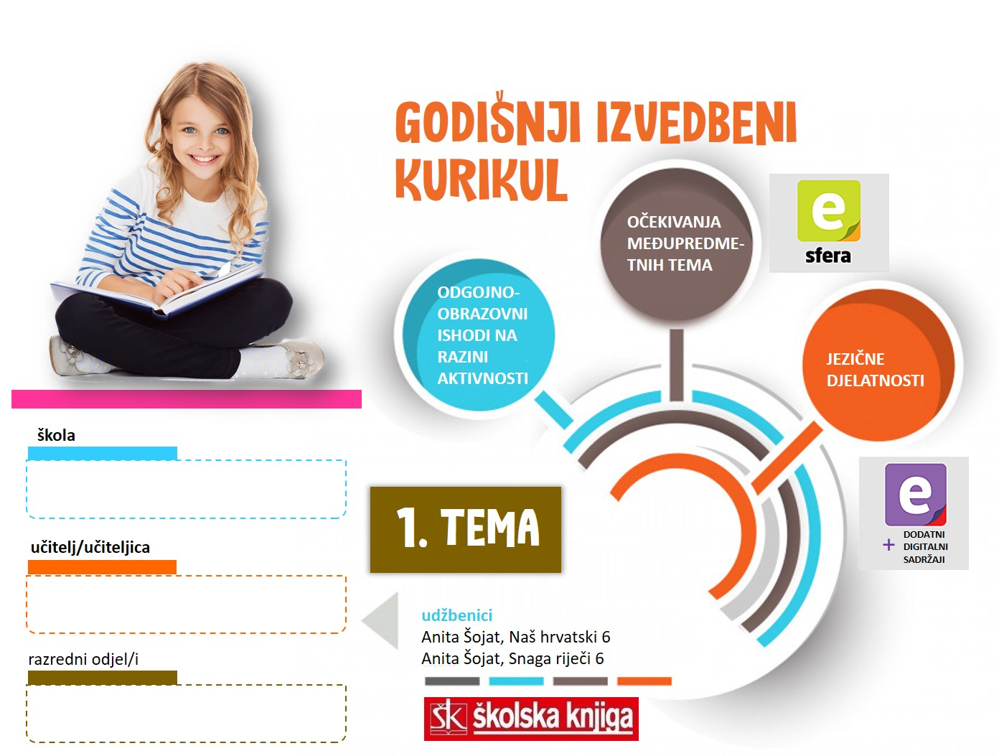 GODIŠNJI IZVEDBENI
KURIKUL
OČEKIVANJA
MEĐUPREDME-
TNIH TEMA
e
sfera
ODGOJNO-
OBRAZOVNI
ISHODI NA
RAZINI
AKTIVNOSTI
JEZIČNE
DJELATNOSTI
škola
e
+ DODATNI
DIGITALNI
SADRŽAJI
1. TEMA
učitelj/učiteljica
udžbenici
Anita Šojat, Naš hrvatski 6
Anita Šojat, Snaga riječi 6
razredni odjel/i
ŠK školska knjiga